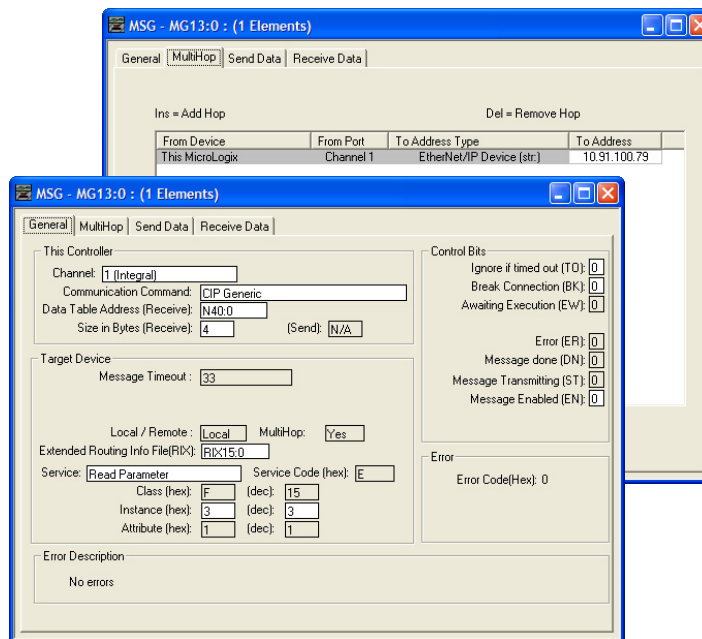 MSG - MG13:0 : (1 Elements)
General MultiHop Send Data Receive Data
Ins = Add Hop Del = Remove Hop
From Device From Port To Address Type To Address
This MicroLogix Channel 1 EtherNet/IP Device (str:) 10.91.100.79
MSG - MG13:0 : (1 Elements)
General MultiHop Send Data Receive Data
This Controller
Channel: 1 (Integral)
Communication Command: CIP Generic
Data Table Address (Receive): N40:0
Size in Bytes (Receive): 4 (Send): N/A
Target Device
Message Timeout : 33
Local / Remote : Local MultiHop: Yes
Extended Routing Info File(RIX): RIX15:0
Service: Read Parameter Service Code (hex): E
Class (hex): F (dec): 15
Instance (hex): 3 (dec): 3
Attribute (hex): 1 (dec): 1
Control Bits
Ignore if timed out (TO): 0
Break Connection (BK): 0
Awaiting Execution (EW): 0
Error (ER): 0
Message done (DN): 0
Message Transmitting (ST): 0
Message Enabled (EN): 0
Error
Error Code(Hex): 0
Error Description
No errors